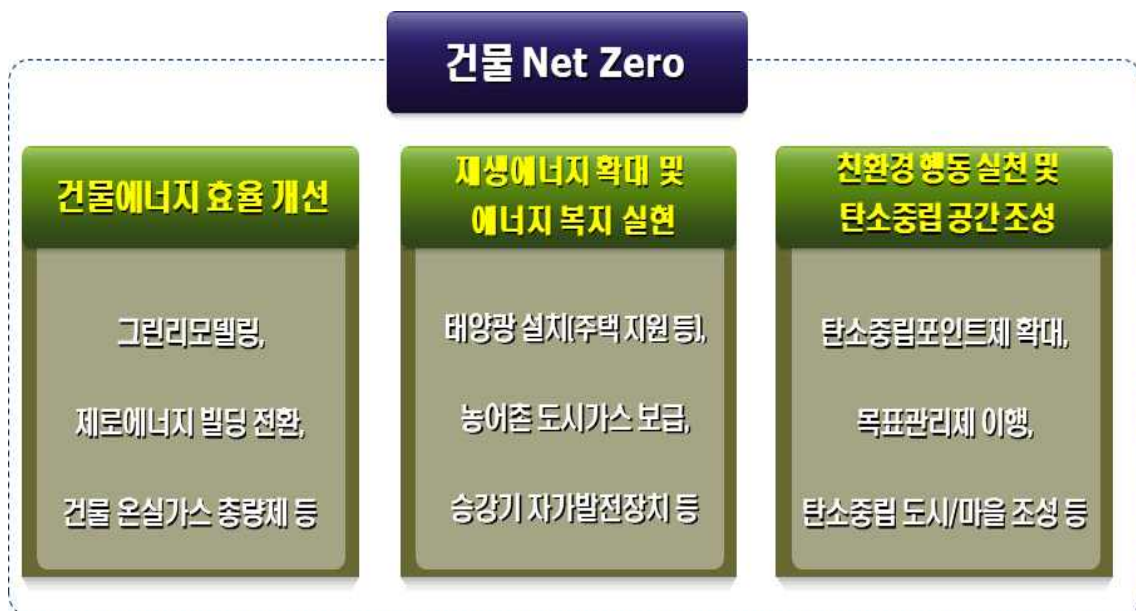 건물 Net Zero
건물에너지 효율 개선
그린리모델링,
제로에너지 빌딩 전환,
건물 온실가스 총량제 등
재생에너지 확대 및
에너지 복지 실현
태양광 설치(주택 지원 등),
농어촌 도시가스 보급,
승강기 자가발전장치 등
친환경 행동 실천 및
탄소중립 공간 조성
탄소중립포인트제 확대,
목표관리제 이행,
탄소중립 도시/마을 조성 등